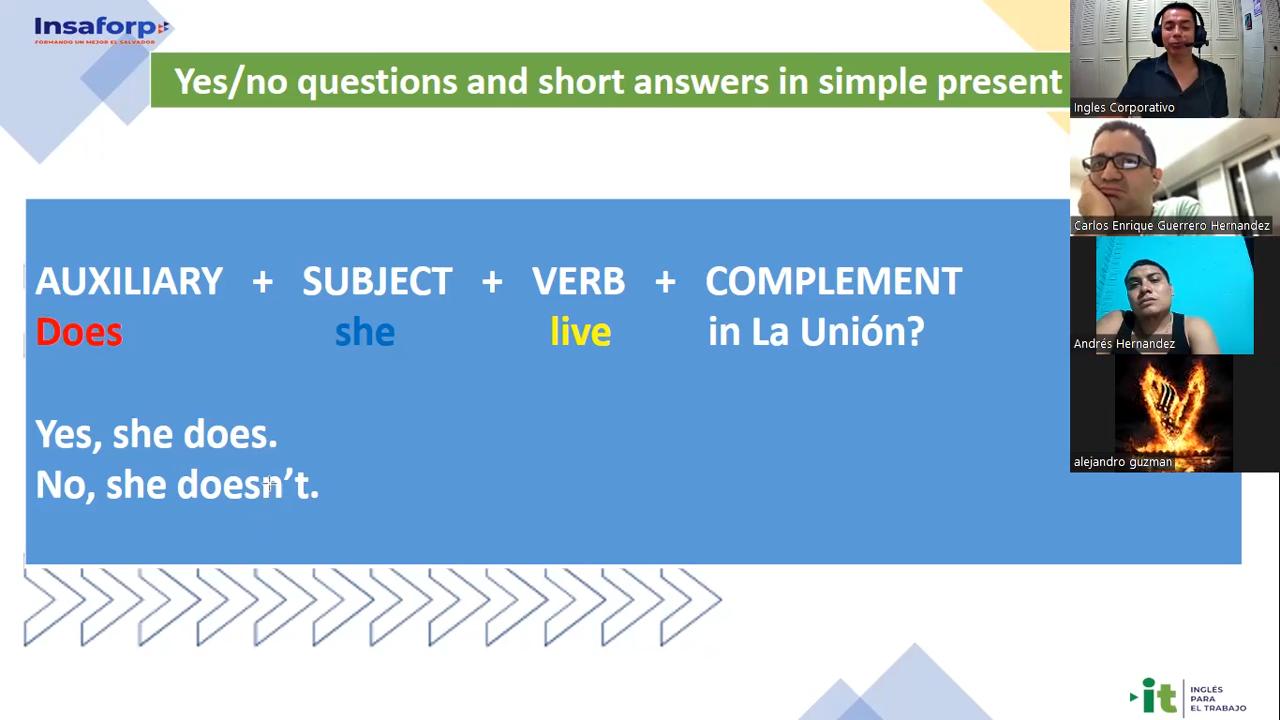 Insaforp
FORMANDO UN MEJOR EL SALVADOR
Yes/no questions and short answers in simple present
AUXILIARY + SUBJECT + VERB + COMPLEMENT
Does she live in La Unión?
Yes, she does.
No, she doesn’t.
Ingles Corporativo
Carlos Enrique Guerrero Hernandez
Andrés Hernandez
alejandro guzman
it
INGLÉS
PARA
EL TRABAJO